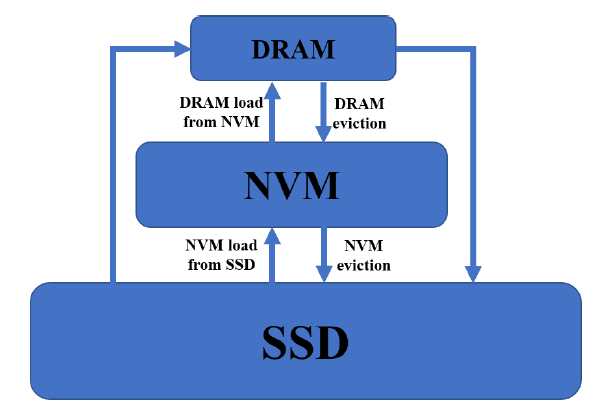 DRAM
DRAM load
from NVM
DRAM
eviction
NVM
NVM load
from SSD
NVM
eviction
SSD